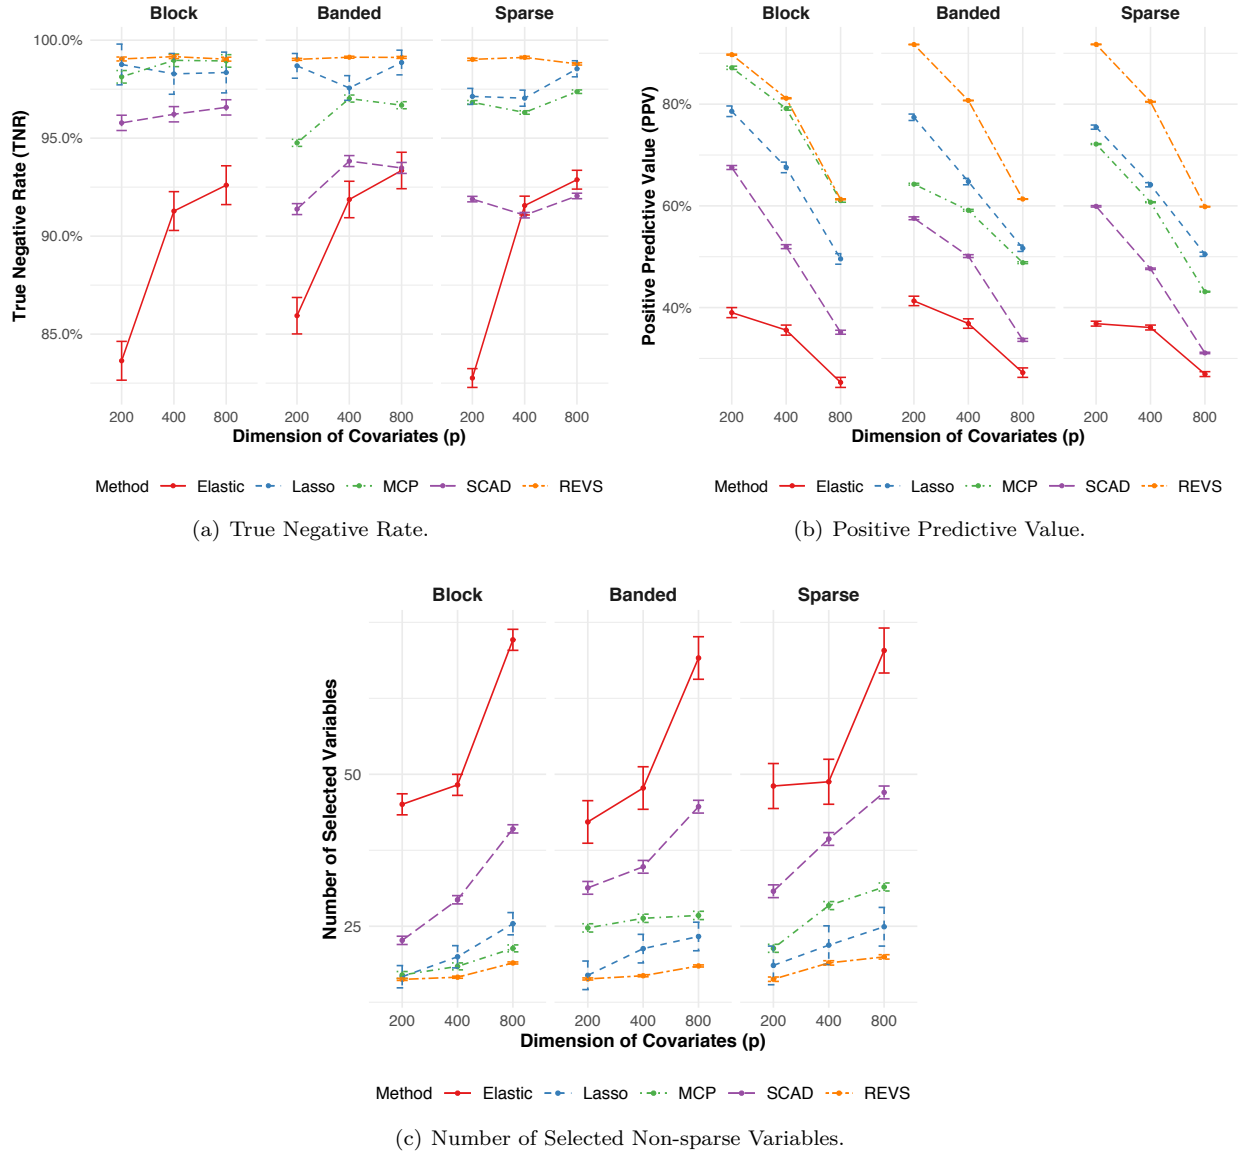 Block Banded Sparse
100.0%
95.0%
90.0%
85.0%
True Negative Rate (TNR)
200 400 800 200 400 800 200 400 800
Dimension of Covariates (p)
Method Elastic Lasso MCP SCAD REVS
(a) True Negative Rate.
Block Banded Sparse
80%
60%
40%
Positive Predictive Value (PPV)
200 400 800 200 400 800 200 400 800
Dimension of Covariates (p)
Method Elastic Lasso MCP SCAD REVS
(b) Positive Predictive Value.
Block Banded Sparse
50
25
Number of Selected Variables
200 400 800 200 400 800 200 400 800
Dimension of Covariates (p)
Method Elastic Lasso MCP SCAD REVS
(c) Number of Selected Non-sparse Variables.